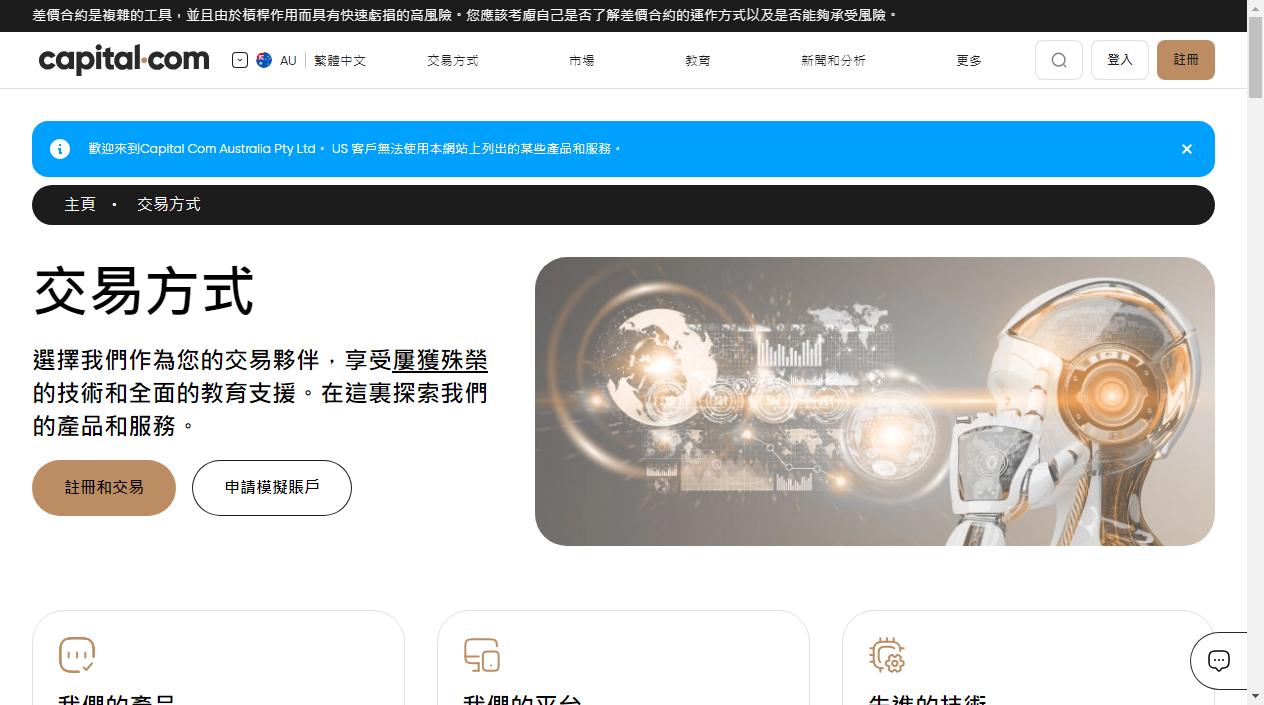 差價合約是複雜的工具，並且由於槓桿作用而具有快速虧損的高風險。您應該考慮自己是否了解差價合約的運作方式以及是否能夠承受風險。
capital.com AU 繁體中文 交易方式 市場 教育 新聞和分析 更多 登入 註冊
歡迎來到Capital Com Australia Pty Ltd。 US 客戶無法使用本網站上列出的某些產品和服務。
主頁 • 交易方式
交易方式
選擇我們作為您的交易夥伴，享受屢獲殊榮
的技術和全面的教育支援。在這裏探索我們
的產品和服務。
註冊和交易 申請模擬賬戶
我們的產品 我們的平台 先進的技術